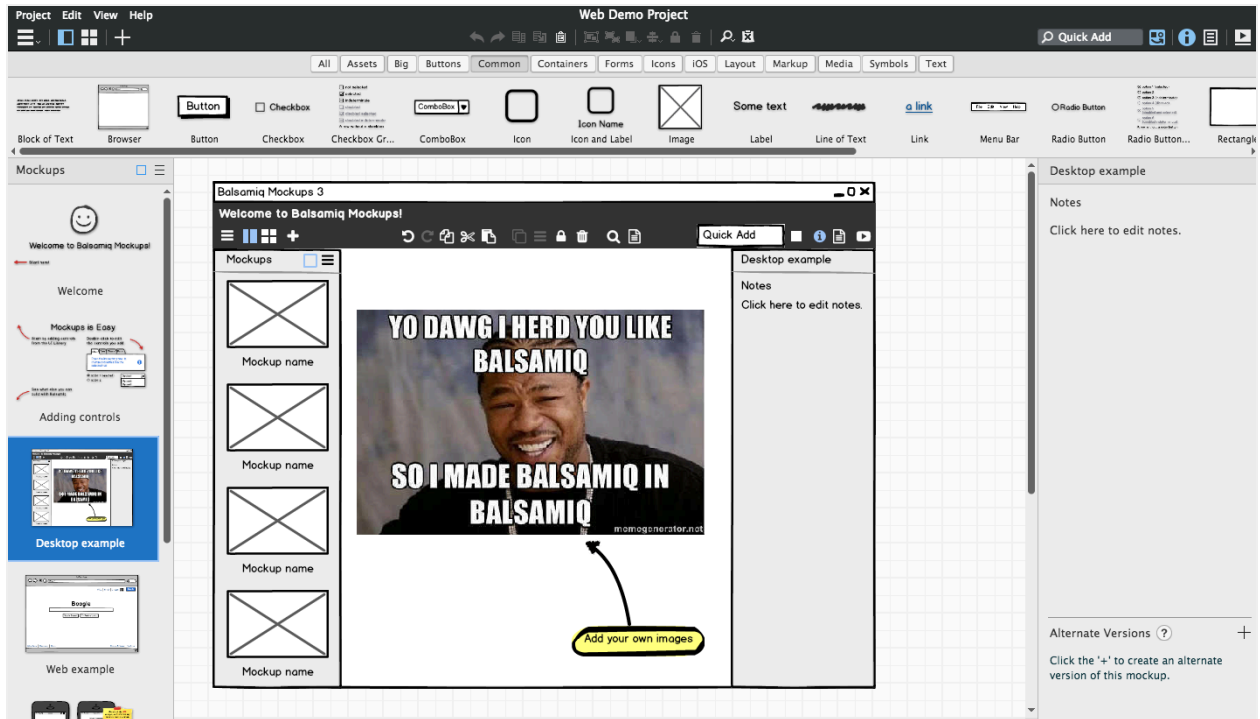 Project Edit View Help
Web Demo Project
Quick Add
All Assets Big Buttons Common Containers Forms Icons iOS Layout Markup Media Symbols Text
Button
Checkbox
ComboBox
Icon Name
Some text
a link
Radio Button
Block of Text Browser Button Checkbox Checkbox Gr... ComboBox Icon Icon and Label Image Label Line of Text Link Menu Bar Radio Button Radio Button... Rectangle
Mockups
Welcome to Balsamiq Mockups!
Welcome
Mockups is Easy
Adding controls
Desktop example
Boogle
Web example
Balsamiq Mockups 3
Welcome to Balsamiq Mockups!
Quick Add
Mockups
Mockup name
Mockup name
Mockup name
Mockup name
YO DAWG I HERD YOU LIKE
BALSAMIQ
SO I MADE BALSAMIQ IN
BALSAMIQ
memegenerator.net
Add your own images
Desktop example
Notes
Click here to edit notes.
Desktop example
Notes
Click here to edit notes.
Alternate Versions ?
Click the '+' to create an alternate
version of this mockup.